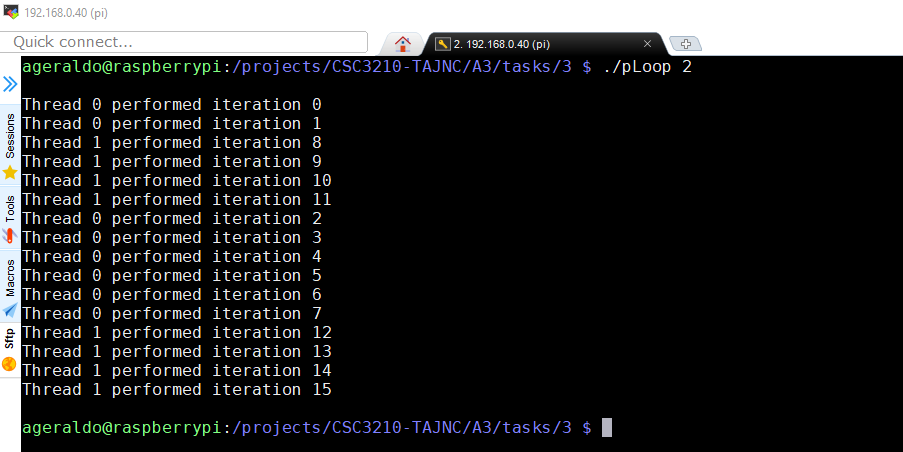 192.168.0.40 (pi)
Quick connect...
2. 192.168.0.40 (pi)
Sessions
Tools
Macros
Sftp
ageraldo@raspberrypi:/projects/CSC3210-TAJNC/A3/tasks/3 $ ./pLoop 2
Thread 0 performed iteration 0
Thread 0 performed iteration 1
Thread 1 performed iteration 8
Thread 1 performed iteration 9
Thread 1 performed iteration 10
Thread 1 performed iteration 11
Thread 0 performed iteration 2
Thread 0 performed iteration 3
Thread 0 performed iteration 4
Thread 0 performed iteration 5
Thread 0 performed iteration 6
Thread 0 performed iteration 7
Thread 1 performed iteration 12
Thread 1 performed iteration 13
Thread 1 performed iteration 14
Thread 1 performed iteration 15
ageraldo@raspberrypi:/projects/CSC3210-TAJNC/A3/tasks/3 $